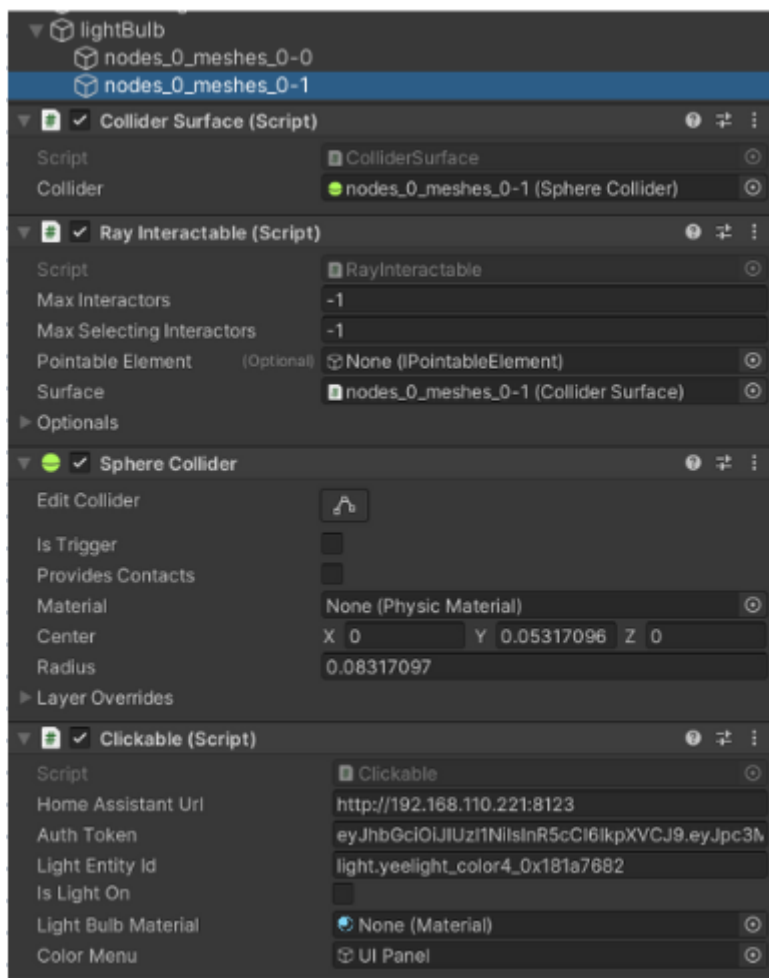 lightBulb
nodes_0_meshes_0-0
nodes_0_meshes_0-1
Collider Surface (Script)
Script ColliderSurface
Collider nodes_0_meshes_0-1 (Sphere Collider)
Ray Interactable (Script)
Script RayInteractable
Max Interactors -1
Max Selecting Interactors -1
Pointable Element (Optional) None (IPointableElement)
Surface nodes_0_meshes_0-1 (Collider Surface)
Optionals
Sphere Collider
Edit Collider
Is Trigger
Provides Contacts
Material None (Physic Material)
Center X 0 Y 0.05317096 Z 0
Radius 0.08317097
Layer Overrides
Clickable (Script)
Script Clickable
Home Assistant Url http://192.168.110.221:8123
Auth Token eyJhbGciOiJIUzI1NiIsInR5cCI6IkpXVCJ9.eyJpc3M
Light Entity Id light.yeelight_color4_0x181a7682
Is Light On
Light Bulb Material None (Material)
Color Menu UI Panel